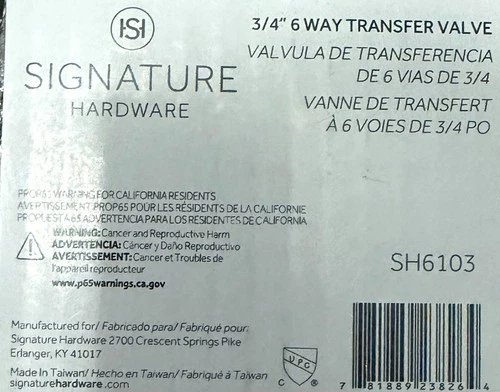 SH
SIGNATURE
HARDWARE
3/4" 6 WAY TRANSFER VALVE
VALVULA DE TRANSFERENCIA
DE 6 VIAS DE 3/4
VANNE DE TRANSFERT
À 6 VOIES DE 3/4 PO
PROP65 WARNING FOR CALIFORNIA RESIDENTS
AVERTISSEMENT PROP65 POUR LES RÉSIDENTS DE LA CALIFORNIE
PROPUESTA 65 ADVERTENCIA PARA LOS RESIDENTES DE CALIFORNIA
WARNING: Cancer and Reproductive Harm
ADVERTENCIA: Cáncer y Daño Reproductivo
AVERTISSEMENT: Cancer et Troubles de
l'appareil reproducteur
www.p65warnings.ca.gov
SH6103
Manufactured for/ Fabricado para/ Fabriqué pour:
Signature Hardware 2700 Crescent Springs Pike
Erlanger, KY 41017
Made In Taiwan/ Hecho en Taiwan/ Fabriqué à Taiwan
signaturehardware.com
UPC
C ®
7 81889 23826 4